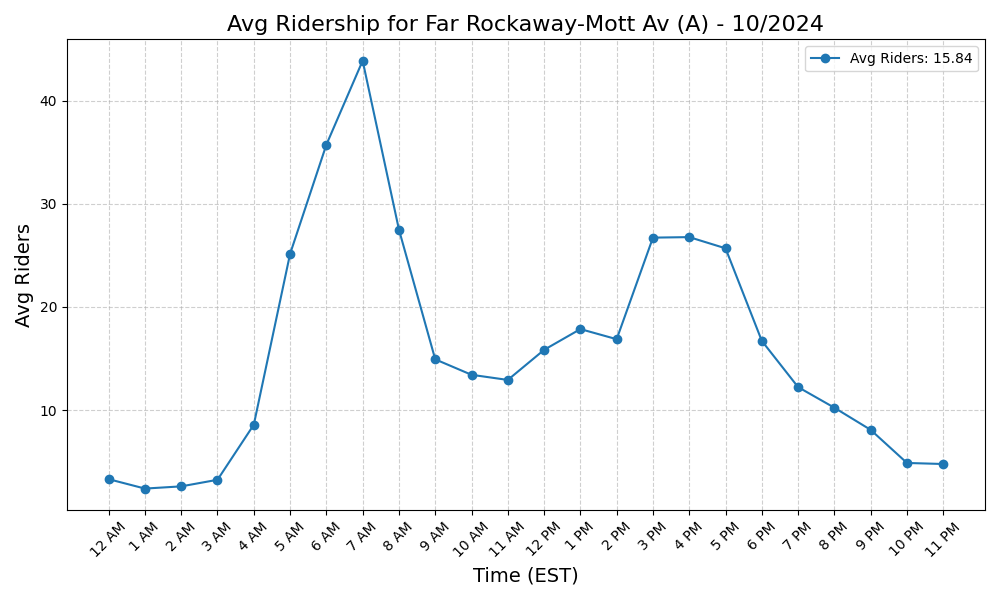 Avg Ridership for Far Rockaway-Mott Av (A) - 10/2024
Avg Riders: 15.84
Avg Riders
40
30
20
10
12 AM
1 AM
2 AM
3 AM
4 AM
5 AM
6 AM
7 AM
8 AM
9 AM
10 AM
11 AM
12 PM
1 PM
2 PM
3 PM
4 PM
5 PM
6 PM
7 PM
8 PM
9 PM
10 PM
11 PM
Time (EST)